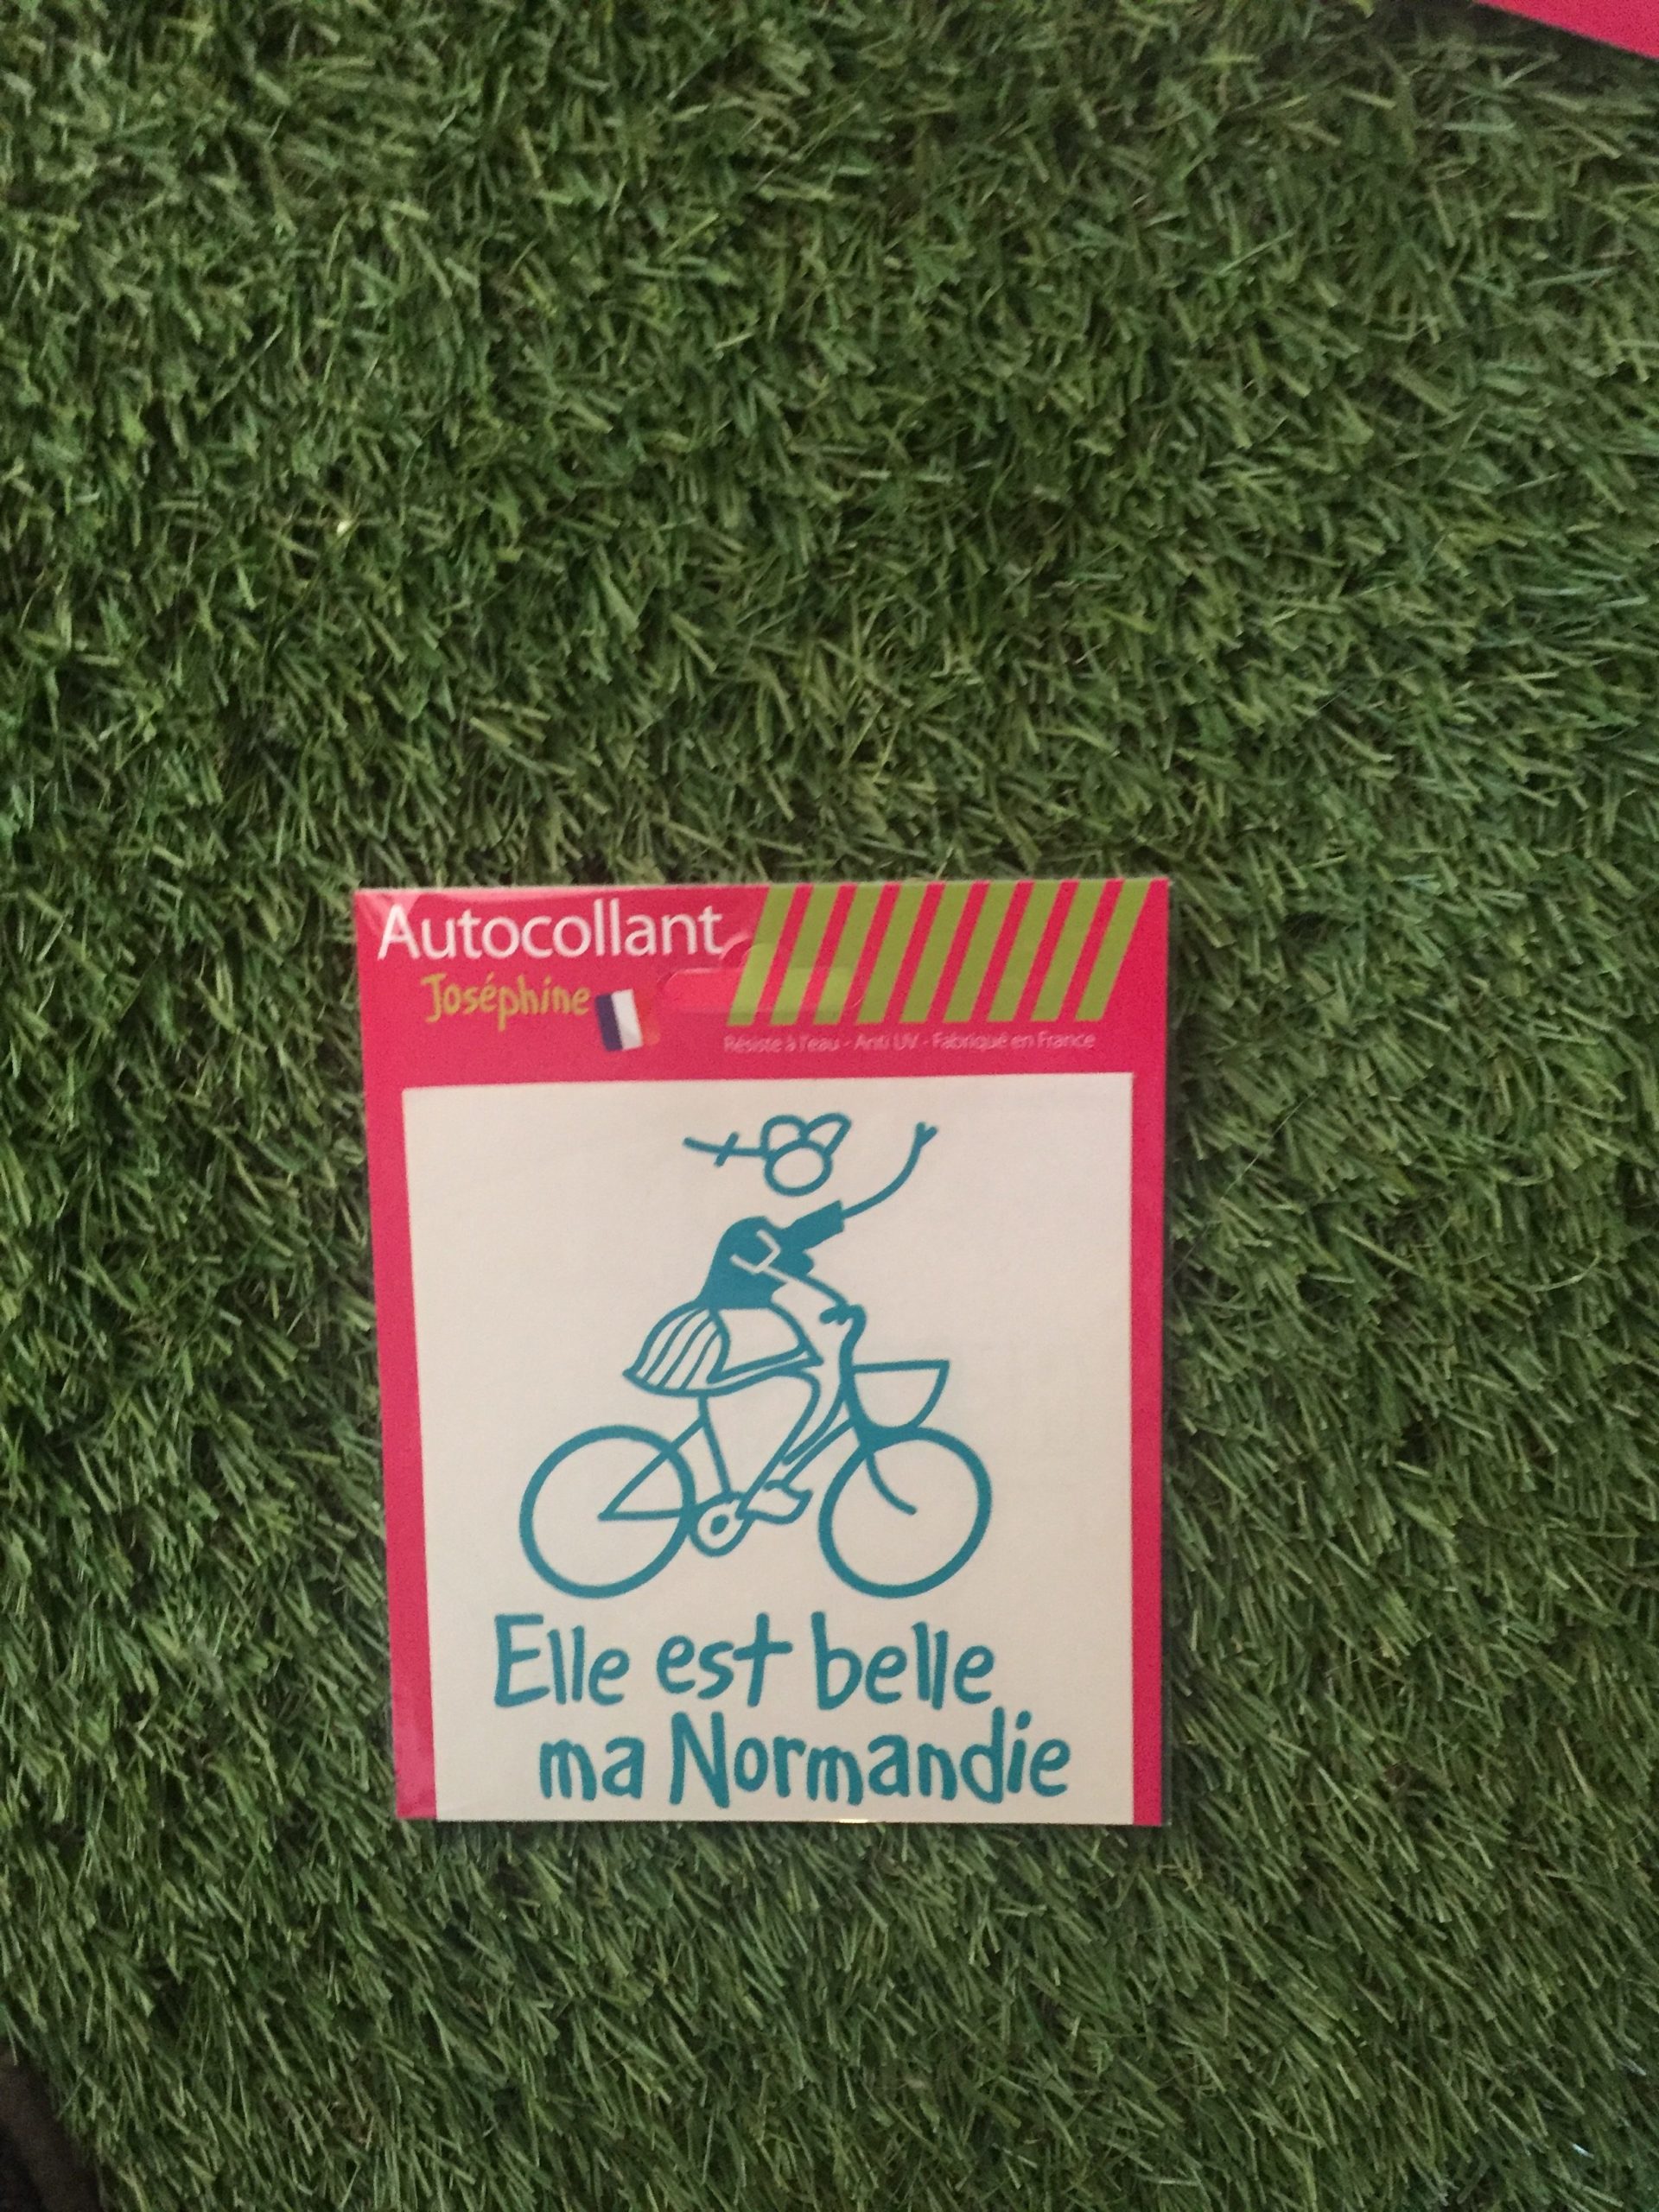 Autocollant
Joséphine
Résiste à l'eau - Anti UV - Fabriqué en France
Elle est belle
ma Normandie